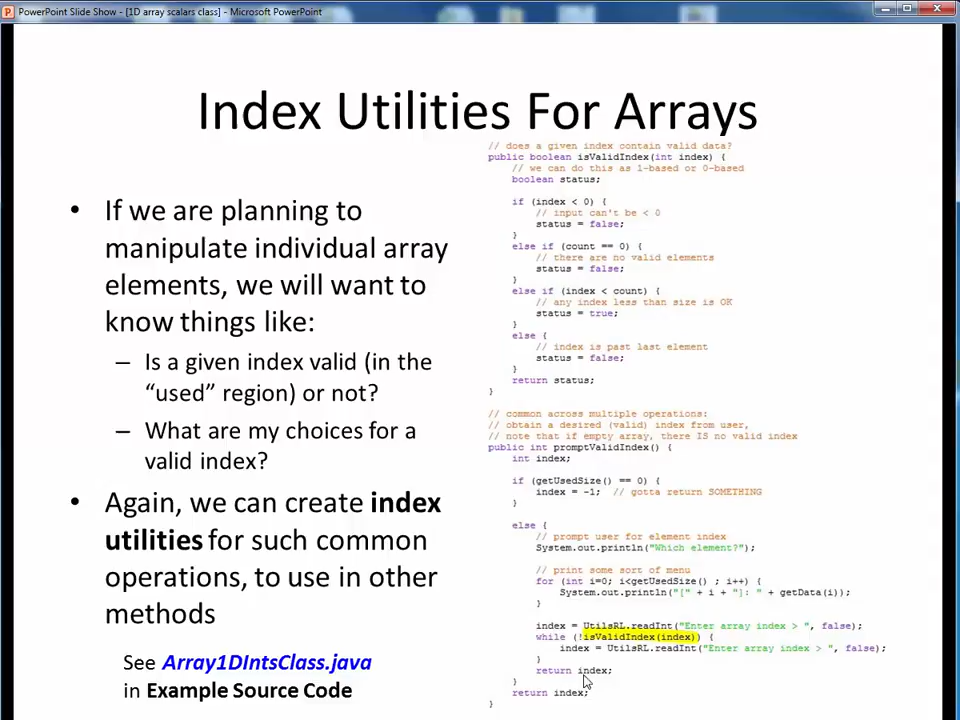 PowerPoint Slide Show - [1D array scalars class] - Microsoft PowerPoint
Index Utilities For Arrays
• If we are planning to
manipulate individual array
elements, we will want to
know things like:
– Is a given index valid (in the
“used” region) or not?
– What are my choices for a
valid index?
• Again, we can create index
utilities for such common
operations, to use in other
methods
See Array1DIntsClass.java
in Example Source Code
// does a given index contain valid data?
public boolean isValidIndex(int index) {
// we can do this as 1-based or 0-based
boolean status;
if (index < 0) {
// input can't be < 0
status = false;
}
else if (count == 0) {
// there are no valid elements
status = false;
}
else if (index < count) {
// any index less than size is OK
status = true;
}
else {
// index is past last element
status = false;
}
return status;
}
// common across multiple operations:
// obtain a desired (valid) index from user,
// note that if empty array, there IS no valid index
public int promptValidIndex() {
int index;
if (getUsedSize() == 0) {
index = -1;  // gotta return SOMETHING
}
else {
// prompt user for element index
System.out.println("Which element?");
// print some sort of menu
for (int i=0; i<getUsedSize() ; i++) {
System.out.println("[" + i + "]: " + getData(i));
}
index = UtilsRL.readInt("Enter array index > ", false);
while (!isValidIndex(index)) {
index = UtilsRL.readInt("Enter array index > ", false);
}
return index;
}
return index;
}